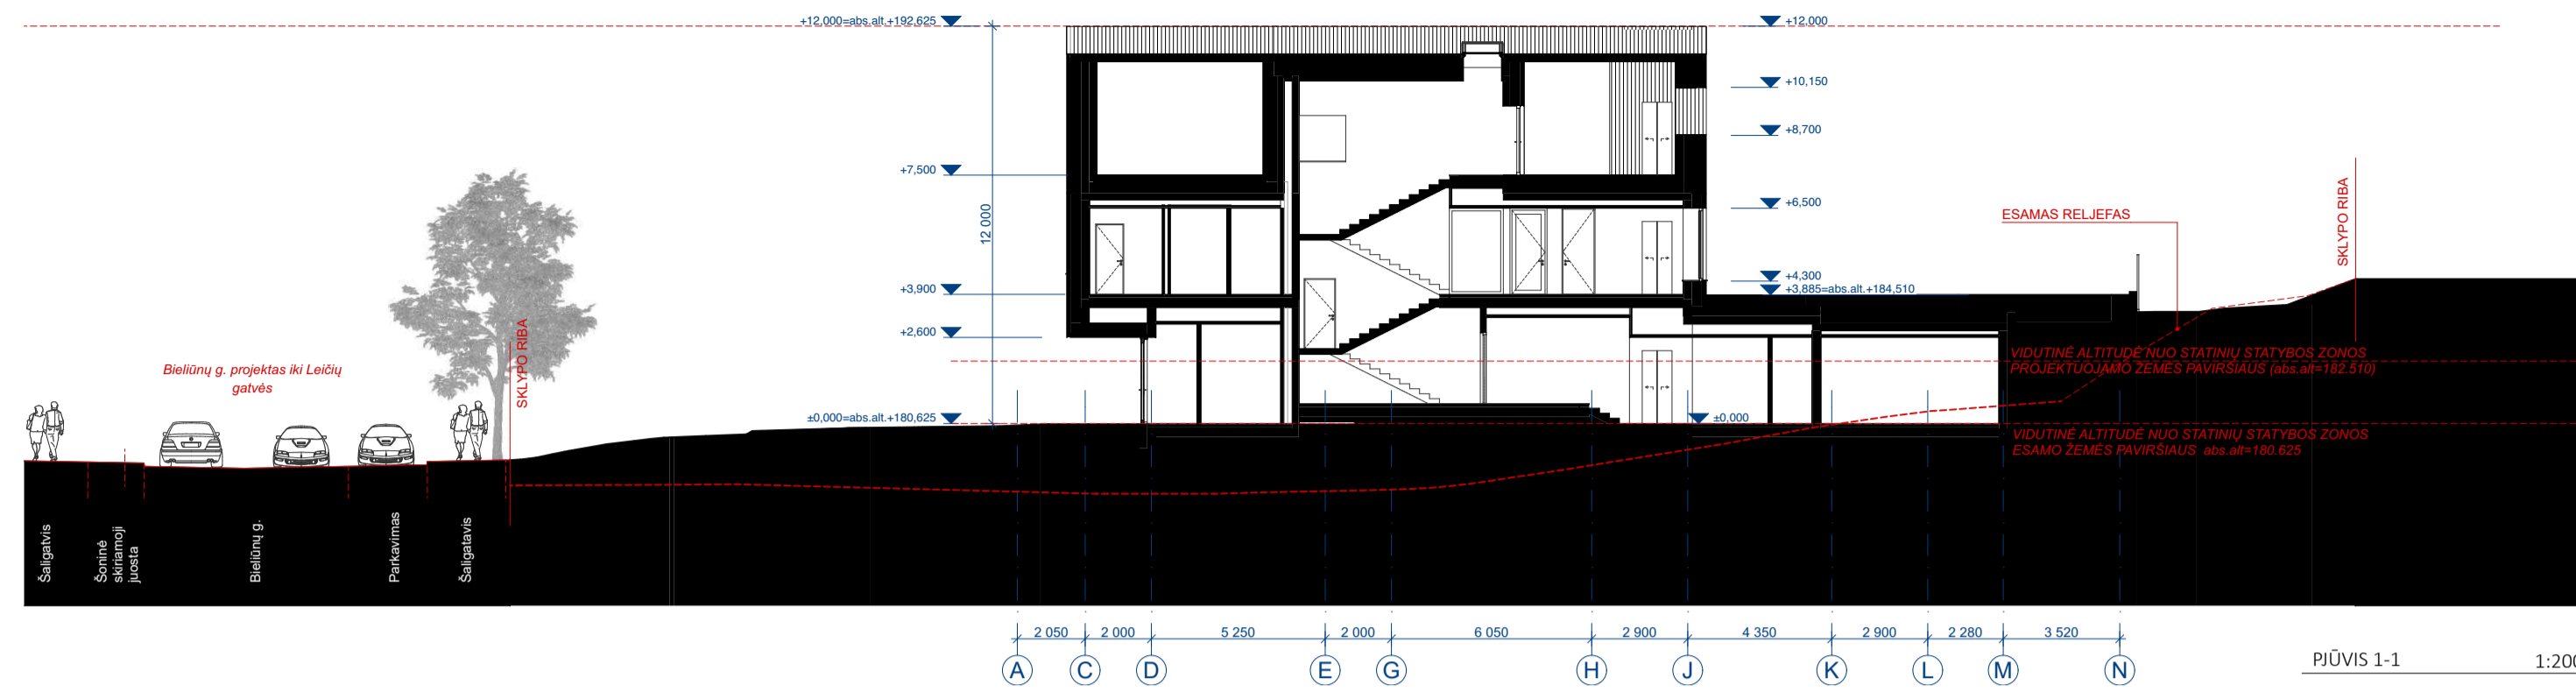 +12,000=abs.alt.+192,625
+12,000
+10,150
+8,700
+7,500
+6,500
12 000
ESAMAS RELJEFAS
SKLYPO RIBA
+4,300
+3,900
+3,885=abs.alt.+184,510
+2,600
SKLYPO RIBA
Bieliūnų g. projektas iki Leičių
gatvės
VIDUTINĖ ALTITUDĖ NUO STATINIŲ STATYBOS ZONOS
PROJEKTUOJAMO ŽEMĖS PAVIRŠIAUS (abs.alt=182.510)
±0,000=abs.alt.+180,625
±0,000
VIDUTINĖ ALTITUDĖ NUO STATINIŲ STATYBOS ZONOS
ESAMO ŽEMĖS PAVIRŠIAUS abs.alt=180.625
Šaligatvis
Šoninė
skiriamoji
juosta
Bieliūnų g.
Parkavimas
Šaligatavis
2 050 2 000 5 250 2 000 6 050 2 900 4 350 2 900 2 280 3 520
A C D E G H J K L M N
PJŪVIS 1-1
1:200